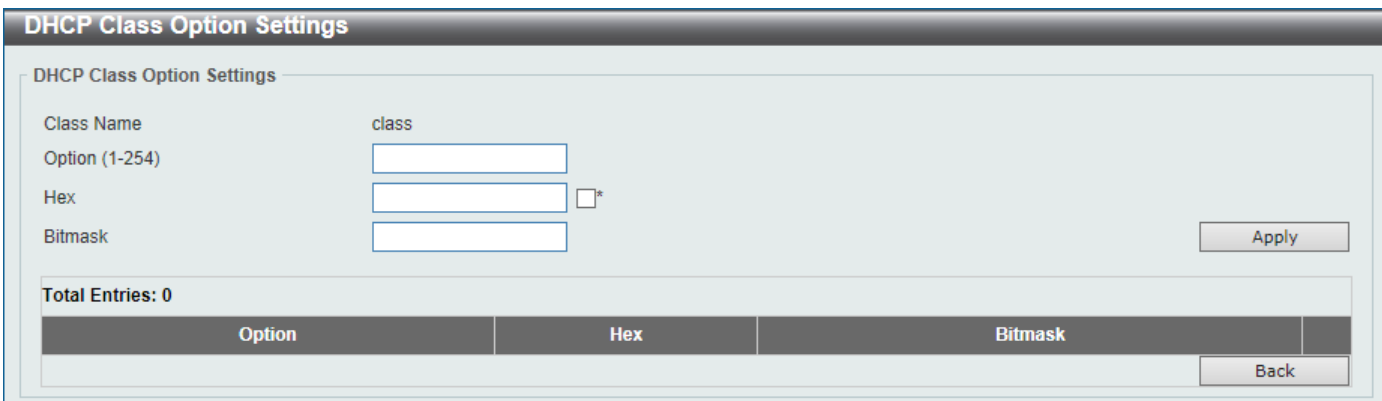 DHCP Class Option Settings
DHCP Class Option Settings
Class Name class
Option (1-254)
Hex *
Bitmask Apply
Total Entries: 0
Option Hex Bitmask
Back